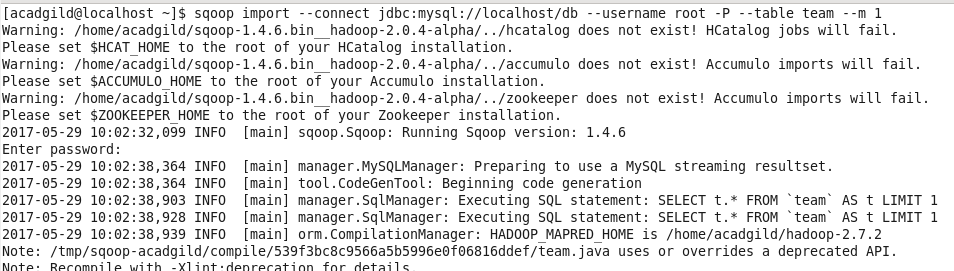 [acadgild@localhost ~]$ sqoop import --connect jdbc:mysql://localhost/db --username root -P --table team --m 1
Warning: /home/acadgild/sqoop-1.4.6.bin__hadoop-2.0.4-alpha/../hcatalog does not exist! HCatalog jobs will fail.
Please set $HCAT_HOME to the root of your HCatalog installation.
Warning: /home/acadgild/sqoop-1.4.6.bin__hadoop-2.0.4-alpha/../accumulo does not exist! Accumulo imports will fail.
Please set $ACCUMULO_HOME to the root of your Accumulo installation.
Warning: /home/acadgild/sqoop-1.4.6.bin__hadoop-2.0.4-alpha/../zookeeper does not exist! Accumulo imports will fail.
Please set $ZOOKEEPER_HOME to the root of your Zookeeper installation.
2017-05-29 10:02:32,099 INFO  [main] sqoop.Sqoop: Running Sqoop version: 1.4.6
Enter password:
2017-05-29 10:02:38,364 INFO  [main] manager.MySQLManager: Preparing to use a MySQL streaming resultset.
2017-05-29 10:02:38,364 INFO  [main] tool.CodeGenTool: Beginning code generation
2017-05-29 10:02:38,903 INFO  [main] manager.SqlManager: Executing SQL statement: SELECT t.* FROM `team` AS t LIMIT 1
2017-05-29 10:02:38,928 INFO  [main] manager.SqlManager: Executing SQL statement: SELECT t.* FROM `team` AS t LIMIT 1
2017-05-29 10:02:38,939 INFO  [main] orm.CompilationManager: HADOOP_MAPRED_HOME is /home/acadgild/hadoop-2.7.2
Note: /tmp/sqoop-acadgild/compile/539f3bc8c9566a5b5996e0f06816ddef/team.java uses or overrides a deprecated API.
Note: Recompile with -Xlint:deprecation for details.